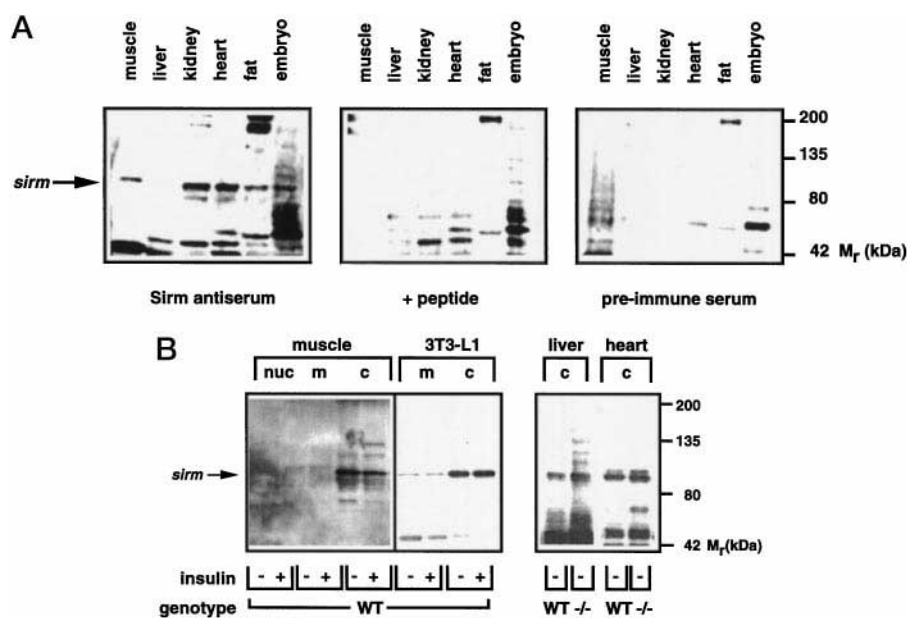 A
muscle liver kidney heart fat embryo
muscle liver kidney heart fat embryo
muscle liver kidney heart fat embryo
sirm
200
135
80
42 Mr (kDa)
Sirm antiserum + peptide pre-immune serum
B
muscle 3T3-L1 liver heart
nuc m c m c c c
sirm
200
135
80
42 Mr(kDa)
insulin - + - + - + - + - + - - - -
genotype WT WT -/- WT -/-